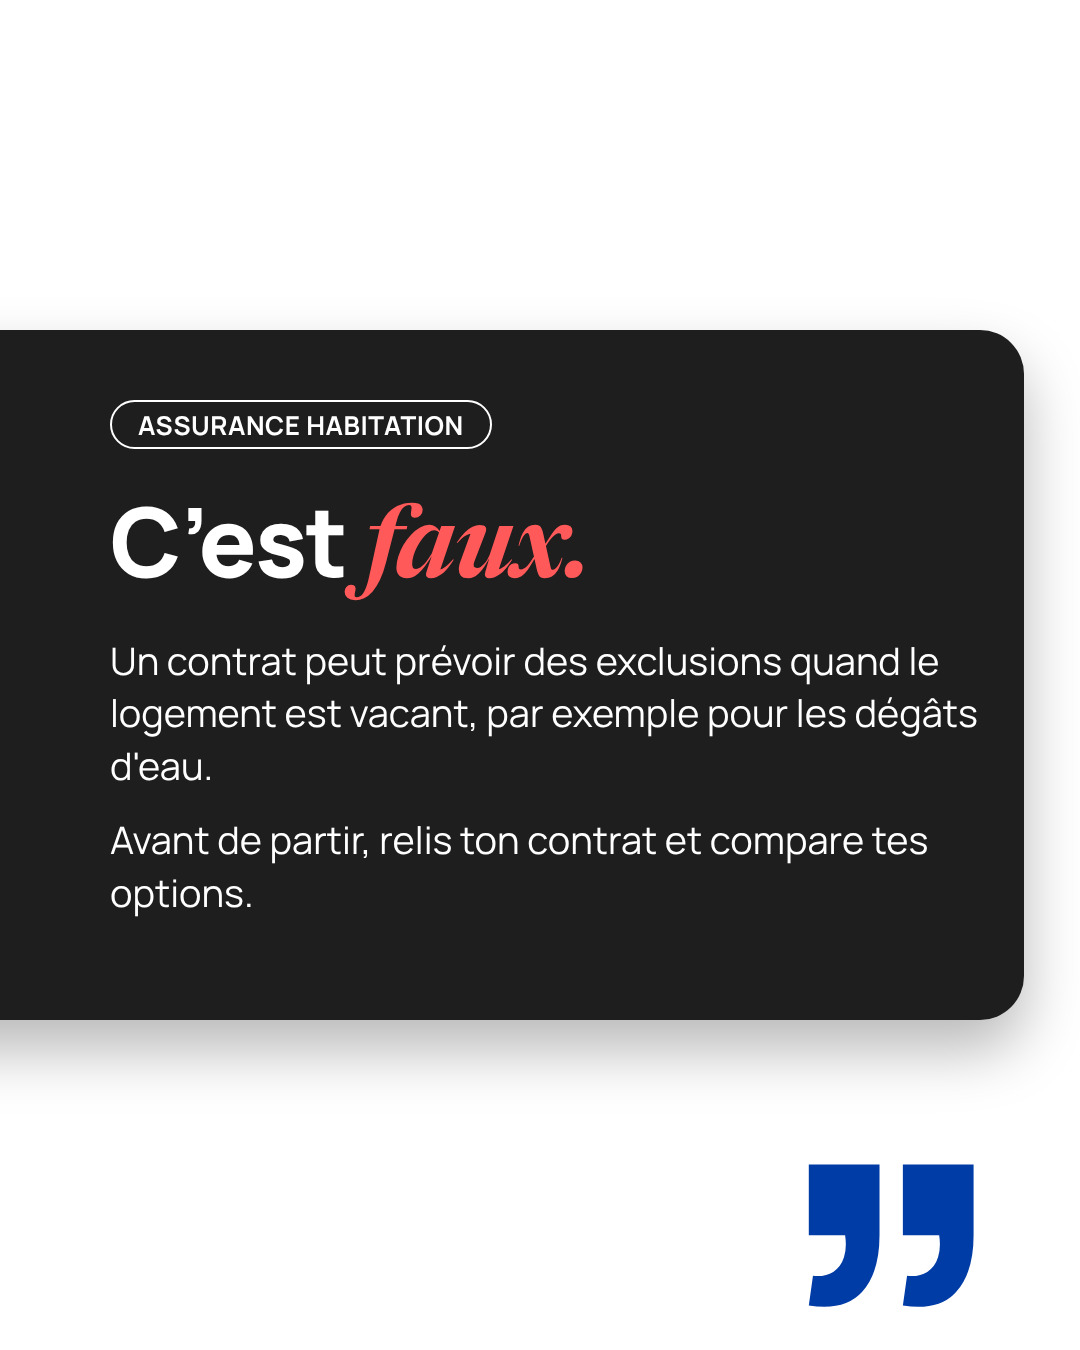 ASSURANCE HABITATION
C’est faux.
Un contrat peut prévoir des exclusions quand le
logement est vacant, par exemple pour les dégâts
d'eau.
Avant de partir, relis ton contrat et compare tes
options.
”